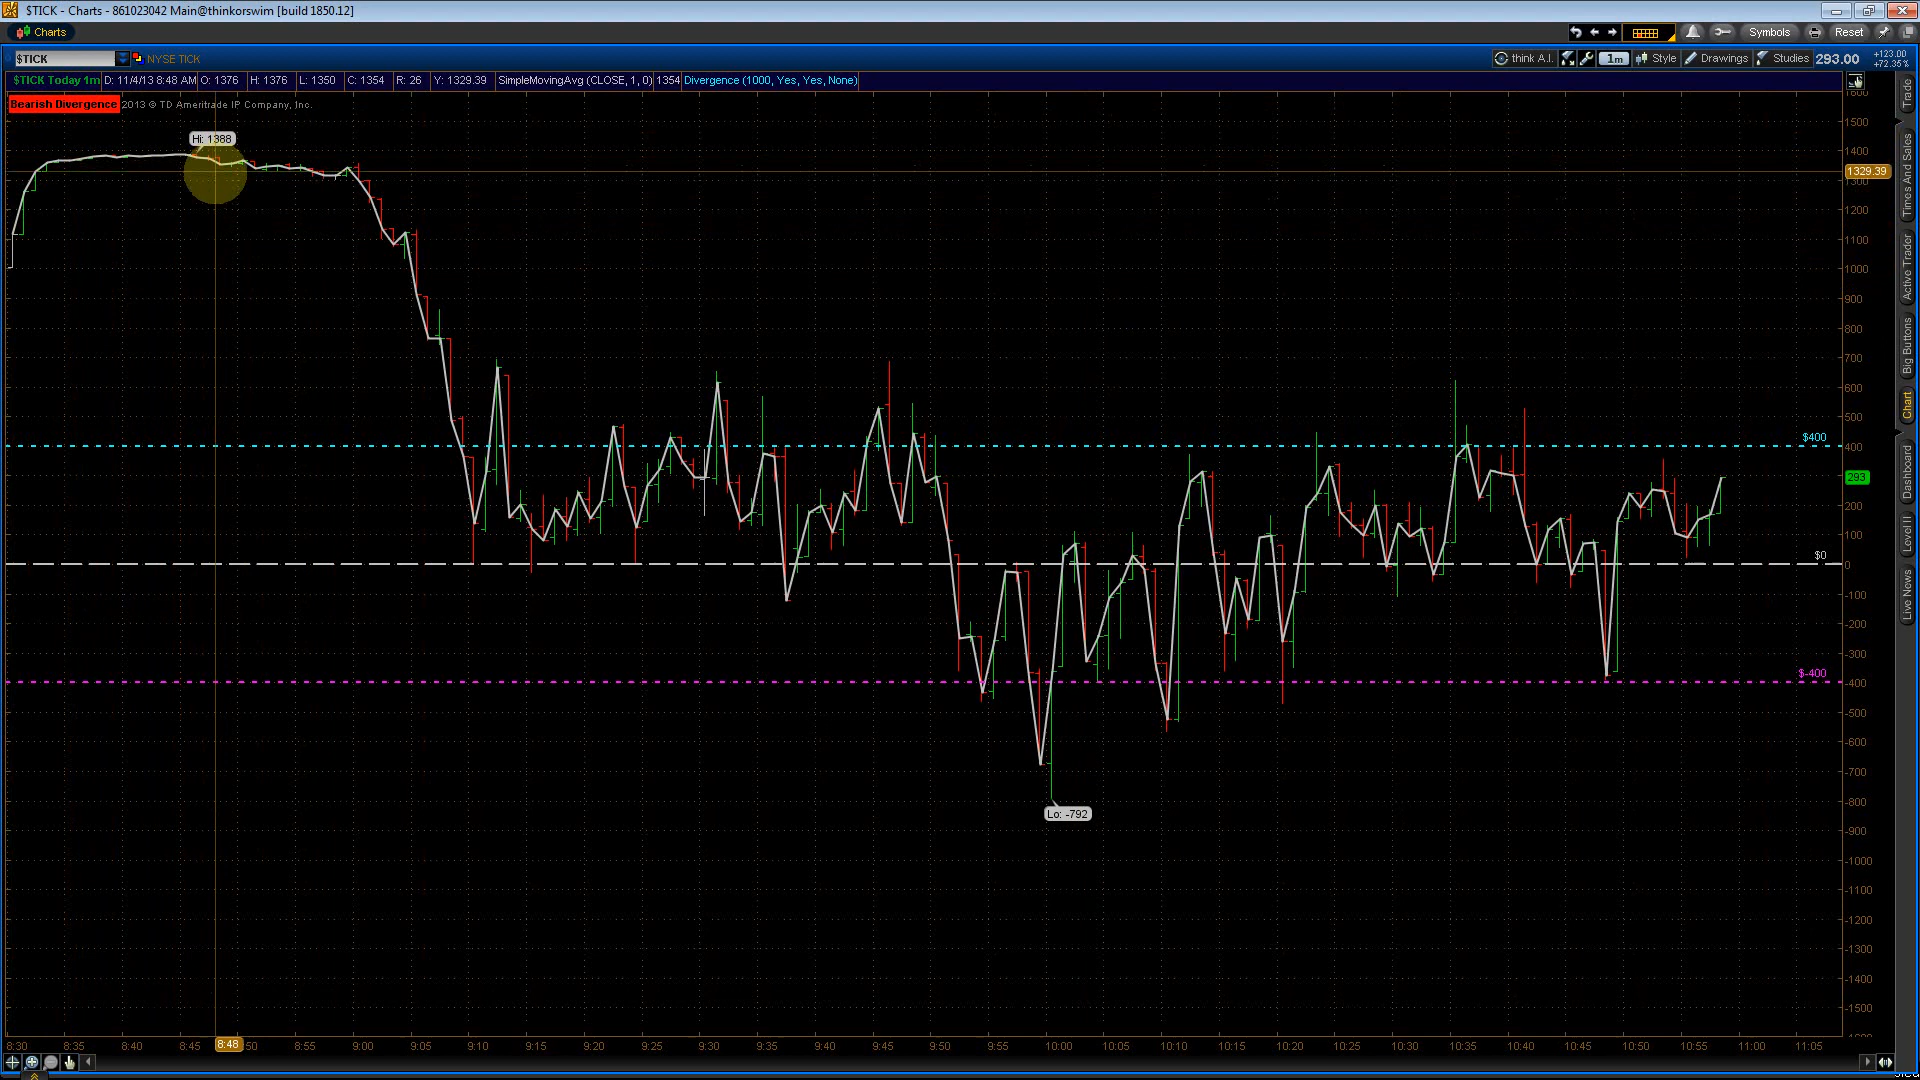 $TICK - Charts - 861023042 Main@thinkorswim [build 1850.12]
Charts
Symbols
Reset
$TICK
NYSE TICK
think A.I.
1m
Style
Drawings
Studies
293.00
+123.00
+72.35%
$TICK Today 1m D: 11/4/13 8:48 AM O: 1376 H: 1376 L: 1350 C: 1354 R: 26 Y: 1329.39 SimpleMovingAvg (CLOSE, 1, 0) 1354 Divergence (1000, Yes, Yes, None)
Bearish Divergence 2013 © TD Ameritrade IP Company, Inc.
Hi: 1388
Lo: -792
$400
$0
$-400
1500
1400
1329.39
1300
1200
1100
1000
900
800
700
600
500
400
293
200
100
0
-100
-200
-300
-400
-500
-600
-700
-800
-900
-1000
-1100
-1200
-1300
-1400
-1500
8:30 8:35 8:40 8:45 8:48 :50 8:55 9:00 9:05 9:10 9:15 9:20 9:25 9:30 9:35 9:40 9:45 9:50 9:55 10:00 10:05 10:10 10:15 10:20 10:25 10:30 10:35 10:40 10:45 10:50 10:55 11:00 11:05
Trade
Times And Sales
Active Trader
Big Buttons
Chart
Dashboard
Level II
Live News